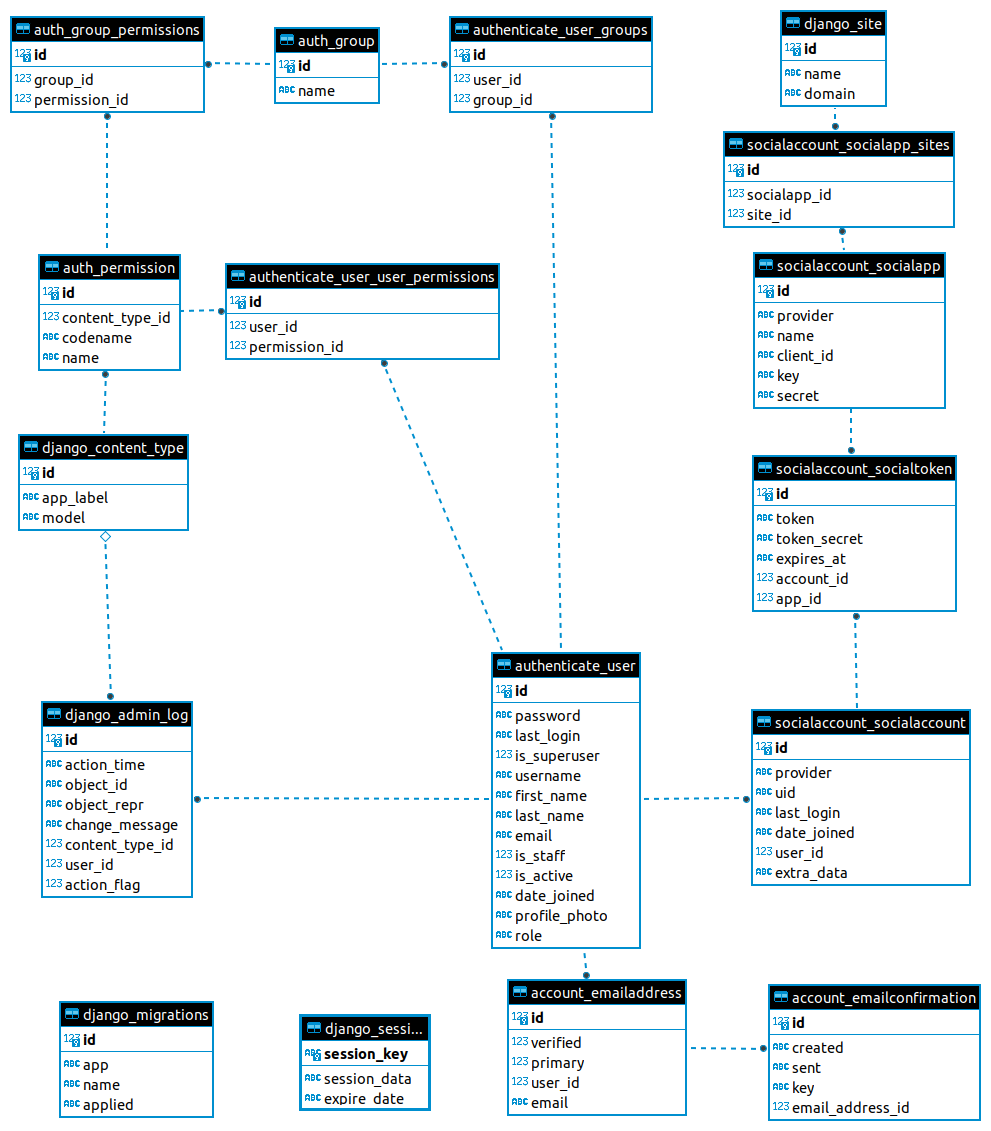 auth_group_permissions
123 id
123 group_id
123 permission_id
auth_group
123 id
ABC name
authenticate_user_groups
123 id
123 user_id
123 group_id
django_site
123 id
ABC name
ABC domain
socialaccount_socialapp_sites
123 id
123 socialapp_id
123 site_id
auth_permission
123 id
123 content_type_id
ABC codename
ABC name
authenticate_user_user_permissions
123 id
123 user_id
123 permission_id
socialaccount_socialapp
123 id
ABC provider
ABC name
ABC client_id
ABC key
ABC secret
django_content_type
123 id
ABC app_label
ABC model
socialaccount_socialtoken
123 id
ABC token
ABC token_secret
ABC expires_at
123 account_id
123 app_id
authenticate_user
123 id
ABC password
ABC last_login
123 is_superuser
ABC username
ABC first_name
ABC last_name
ABC email
123 is_staff
123 is_active
ABC date_joined
ABC profile_photo
ABC role
django_admin_log
123 id
ABC action_time
ABC object_id
ABC object_repr
ABC change_message
123 content_type_id
123 user_id
123 action_flag
socialaccount_socialaccount
123 id
ABC provider
ABC uid
ABC last_login
ABC date_joined
123 user_id
ABC extra_data
django_migrations
123 id
ABC app
ABC name
ABC applied
django_sessi...
ABC session_key
ABC session_data
ABC expire_date
account_emailaddress
123 id
123 verified
123 primary
123 user_id
ABC email
account_emailconfirmation
123 id
ABC created
ABC sent
ABC key
123 email_address_id